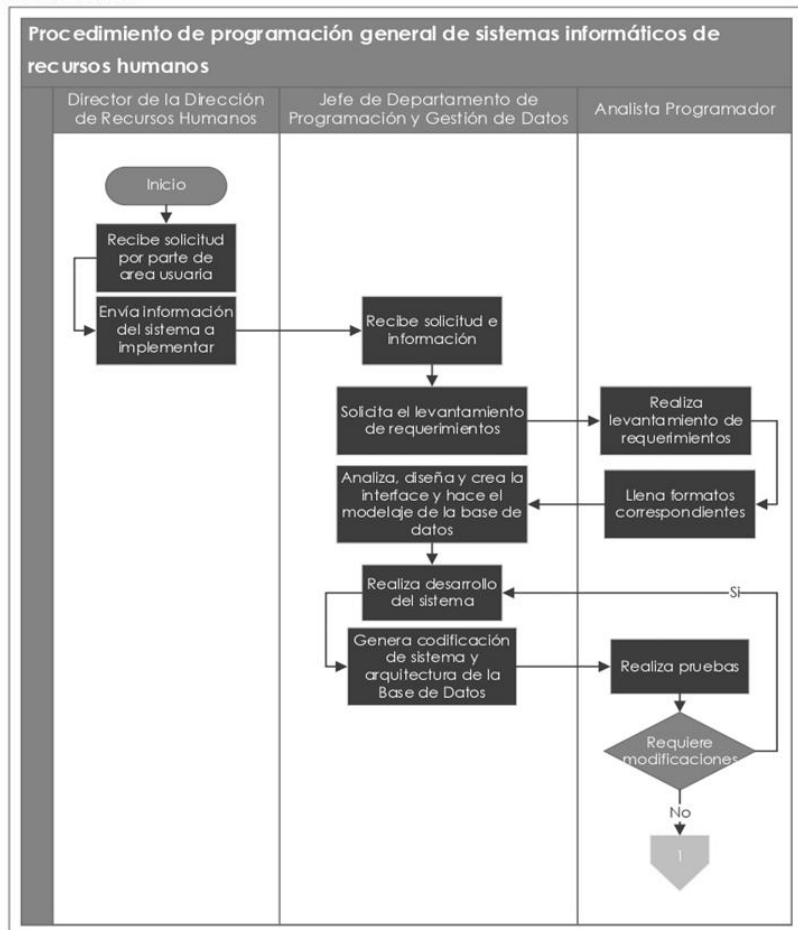 Procedimiento de programación general de sistemas informáticos de
recursos humanos
Director de la Dirección
de Recursos Humanos
Jefe de Departamento de
Programación y Gestión de Datos
Analista Programador
Inicio
Recibe solicitud
por parte de
area usuaria
Envía información
del sistema a
implementar
Recibe solicitud e
información
Solicita el levantamiento
de requerimientos
Realiza
levantamiento de
requerimientos
Llena formatos
correspondientes
Analiza, diseña y crea la
interface y hace el
modelaje de la base de
datos
Realiza desarrollo
del sistema
Si
Genera codificación
de sistema y
arquitectura de la
Base de Datos
Realiza pruebas
Requiere
modificaciones
No
1